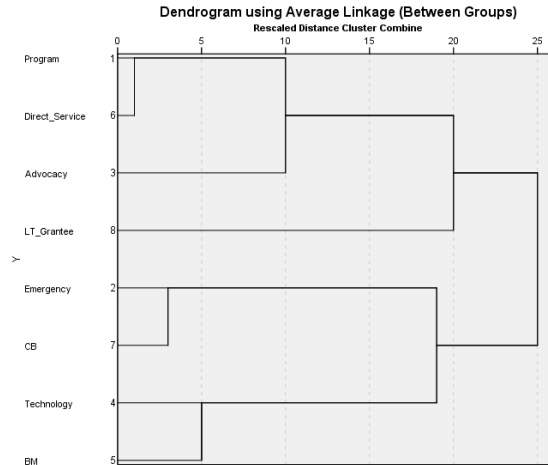 Dendrogram using Average Linkage (Between Groups)
Rescaled Distance Cluster Combine
0 5 10 15 20 25
Program 1
Direct_Service 6
Advocacy 3
LT_Grantee 8
Y
Emergency 2
CB 7
Technology 4
BM 5